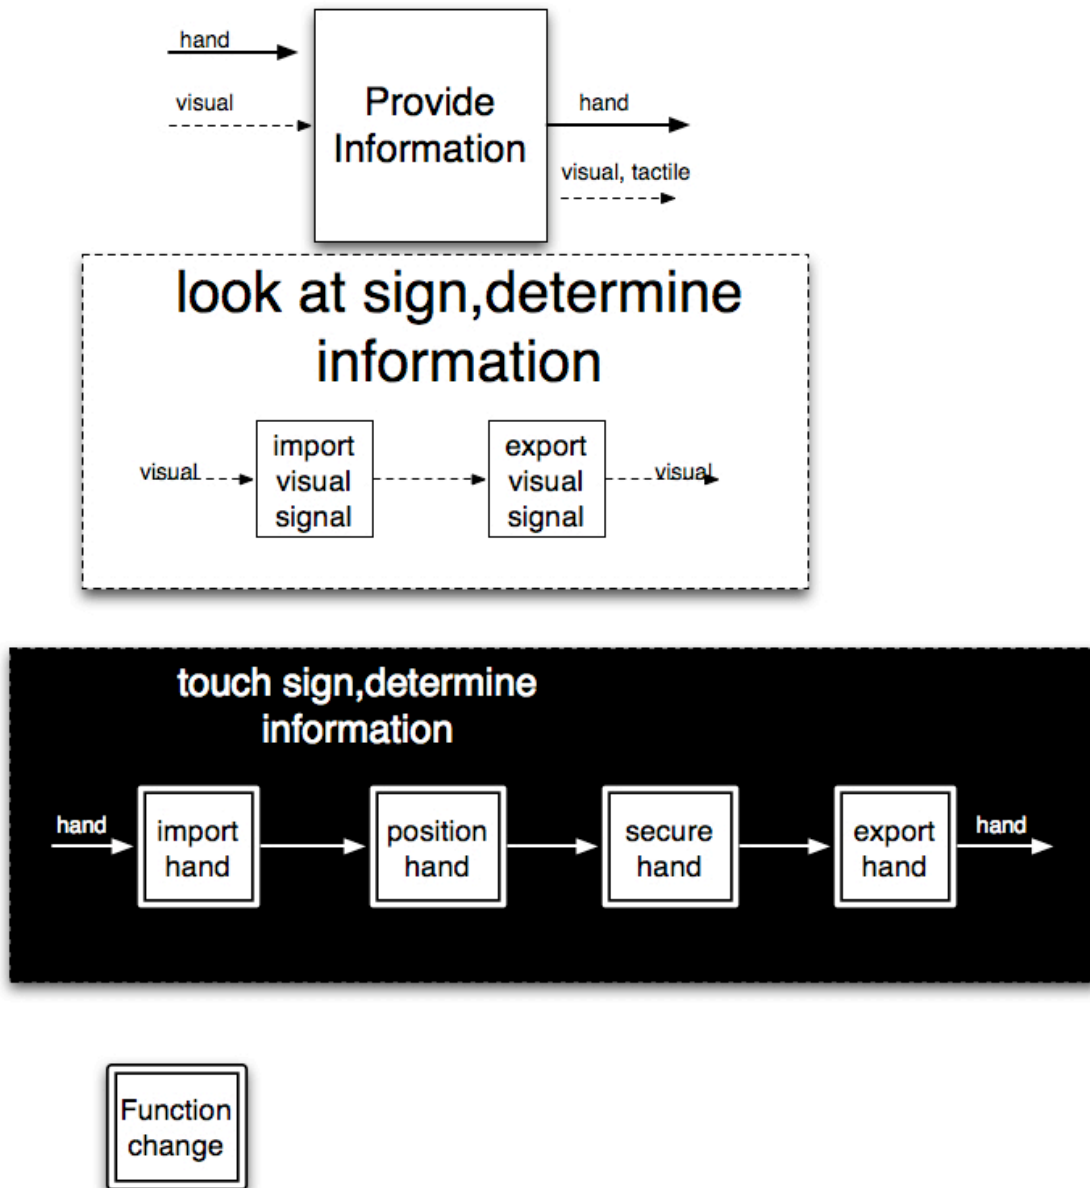 hand
visual
Provide
Information
hand
visual, tactile
look at sign,determine
information
visual
import
visual
signal
export
visual
signal
visual
touch sign,determine
information
hand
import
hand
position
hand
secure
hand
export
hand
hand
Function
change